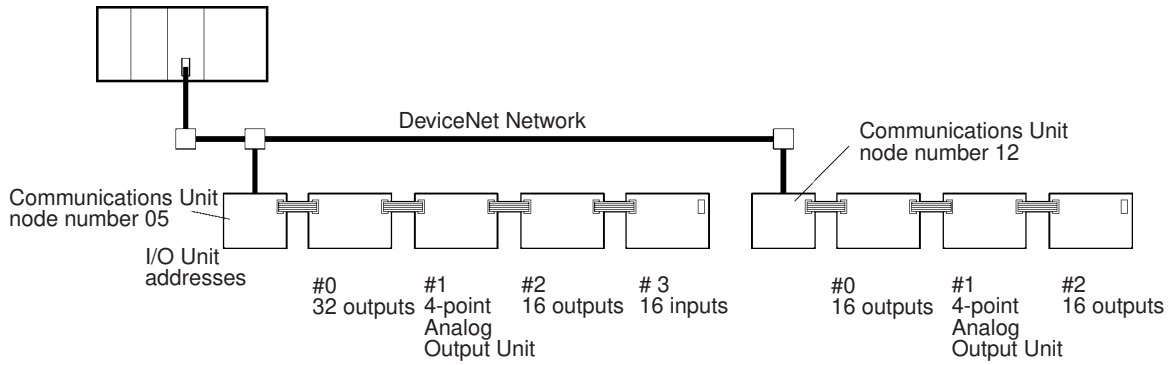 DeviceNet Network
Communications Unit
node number 12
Communications Unit
node number 05
I/O Unit
addresses
#0
32 outputs
#1
4-point
Analog
Output Unit
#2
16 outputs
# 3
16 inputs
#0
16 outputs
#1
4-point
Analog
Output Unit
#2
16 outputs